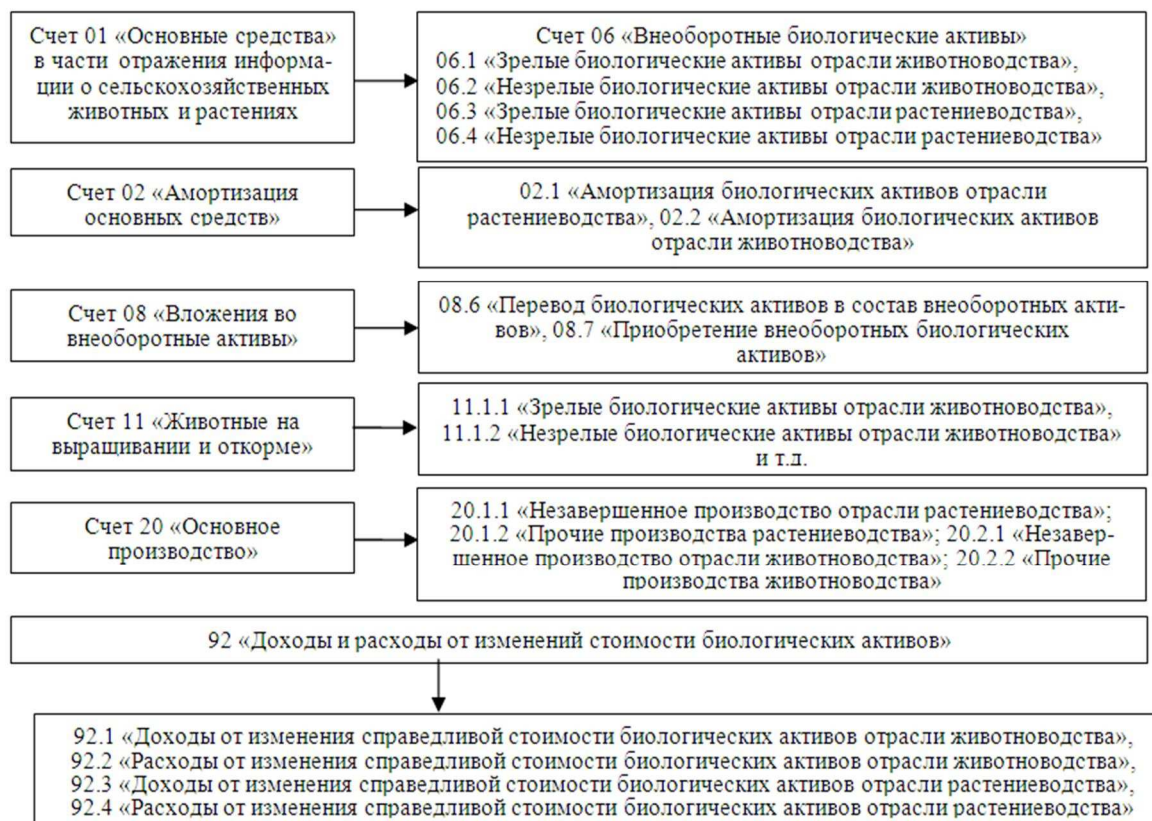 Счет 01 «Основные средства»
в части отражения информа-
ции о сельскохозяйственных
животных и растениях
Счет 06 «Внеоборотные биологические активы»
06.1 «Зрелые биологические активы отрасли животноводства»,
06.2 «Незрелые биологические активы отрасли животноводства»,
06.3 «Зрелые биологические активы отрасли растениеводства»,
06.4 «Незрелые биологические активы отрасли растениеводства»
Счет 02 «Амортизация
основных средств»
02.1 «Амортизация биологических активов отрасли
растениеводства», 02.2 «Амортизация биологических активов
отрасли животноводства»
Счет 08 «Вложения во
внеоборотные активы»
08.6 «Перевод биологических активов в состав внеоборотных акти-
вов», 08.7 «Приобретение внеоборотных биологических
активов»
Счет 11 «Животные на
выращивании и откорме»
11.1.1 «Зрелые биологические активы отрасли животноводства»,
11.1.2 «Незрелые биологические активы отрасли животноводства»
и т.д.
Счет 20 «Основное
производство»
20.1.1 «Незавершенное производство отрасли растениеводства»;
20.1.2 «Прочие производства растениеводства»; 20.2.1 «Незавер-
шенное производство отрасли животноводства»; 20.2.2 «Прочие
производства животноводства»
92 «Доходы и расходы от изменений стоимости биологических активов»
92.1 «Доходы от изменения справедливой стоимости биологических активов отрасли животноводства»,
92.2 «Расходы от изменения справедливой стоимости биологических активов отрасли животноводства»,
92.3 «Доходы от изменения справедливой стоимости биологических активов отрасли растениеводства»,
92.4 «Расходы от изменения справедливой стоимости биологических активов отрасли растениеводства»